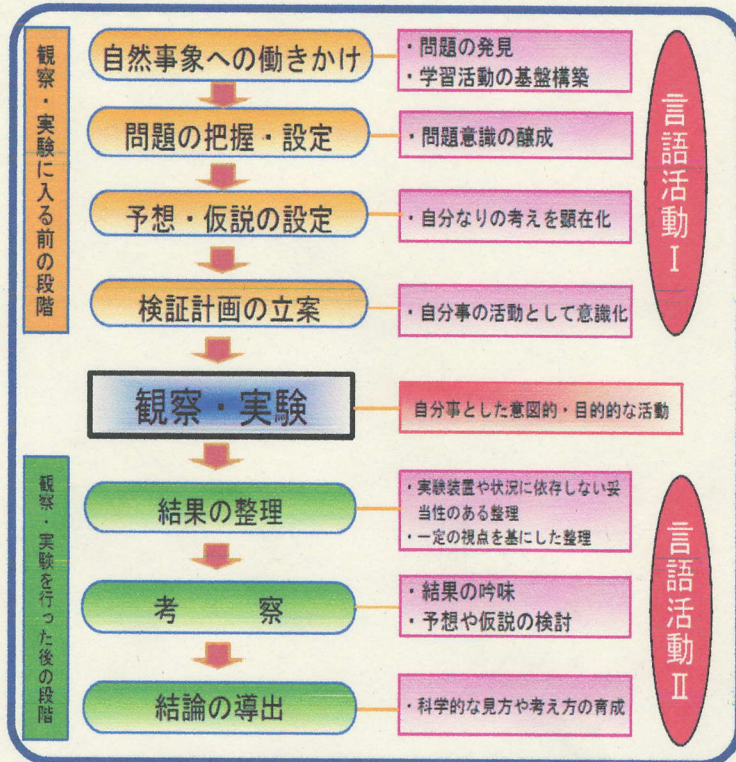 観察・実験に入る前の段階
自然事象への働きかけ
・問題の発見
・学習活動の基盤構築
問題の把握・設定
・問題意識の醸成
予想・仮説の設定
・自分なりの考えを顕在化
検証計画の立案
・自分事の活動として意識化
言語活動Ⅰ
観察・実験
自分事とした意図的・目的的な活動
観察・実験を行った後の段階
結果の整理
・実験装置や状況に依存しない妥
当性のある整理
・一定の視点を基にした整理
考　　察
・結果の吟味
・予想や仮説の検討
結論の導出
・科学的な見方や考え方の育成
言語活動Ⅱ